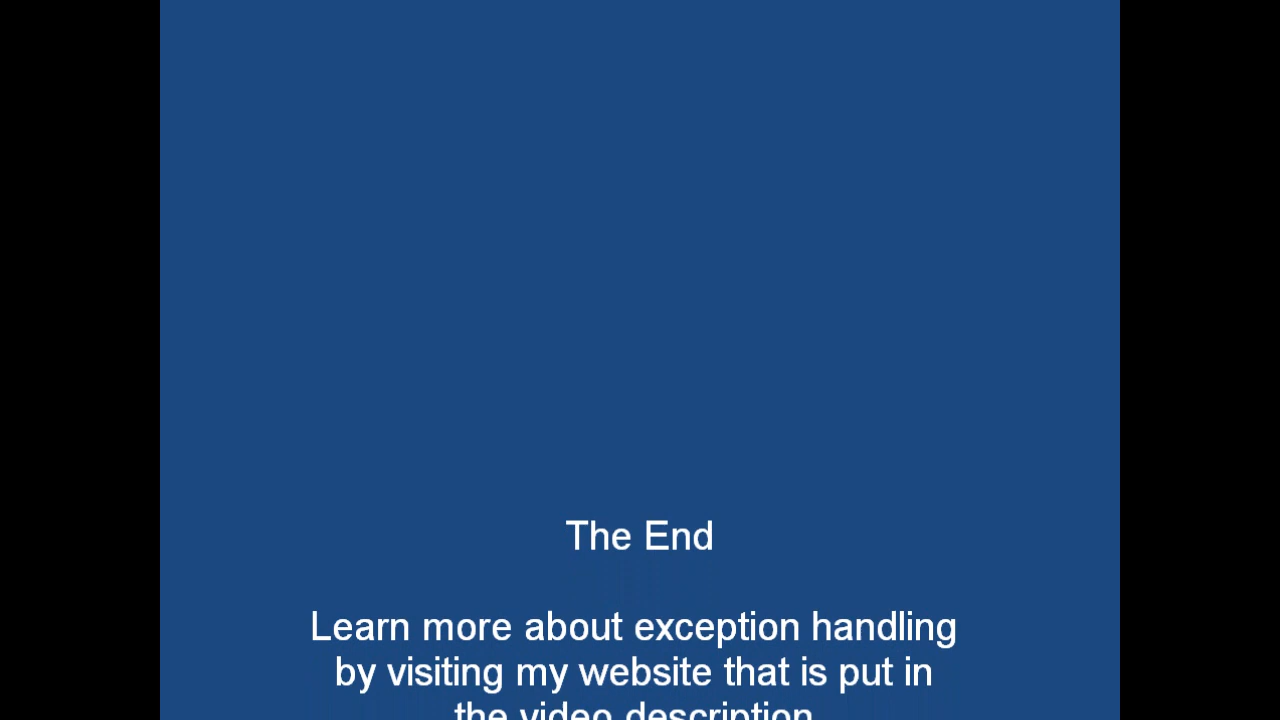 The End
Learn more about exception handling
by visiting my website that is put in
the video description